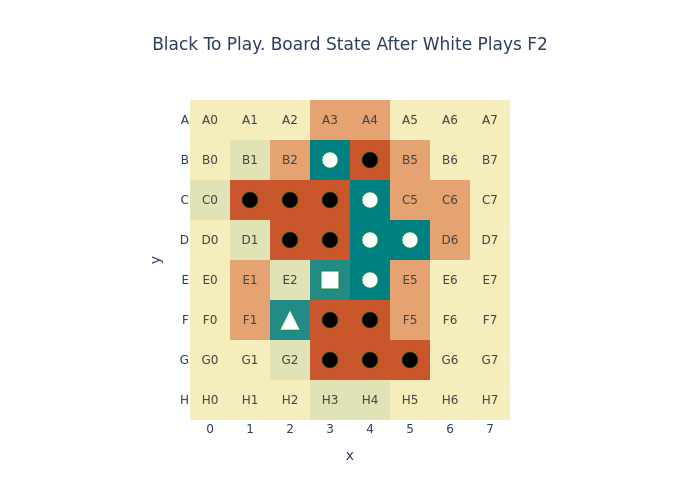 Black To Play. Board State After White Plays F2
A A0 A1 A2 A3 A4 A5 A6 A7
B B0 B1 B2 B5 B6 B7
C C0 C5 C6 C7
D D0 D1 D6 D7
E E0 E1 E2 E5 E6 E7
F F0 F1 F5 F6 F7
G G0 G1 G2 G6 G7
H H0 H1 H2 H3 H4 H5 H6 H7
0 1 2 3 4 5 6 7
x
y